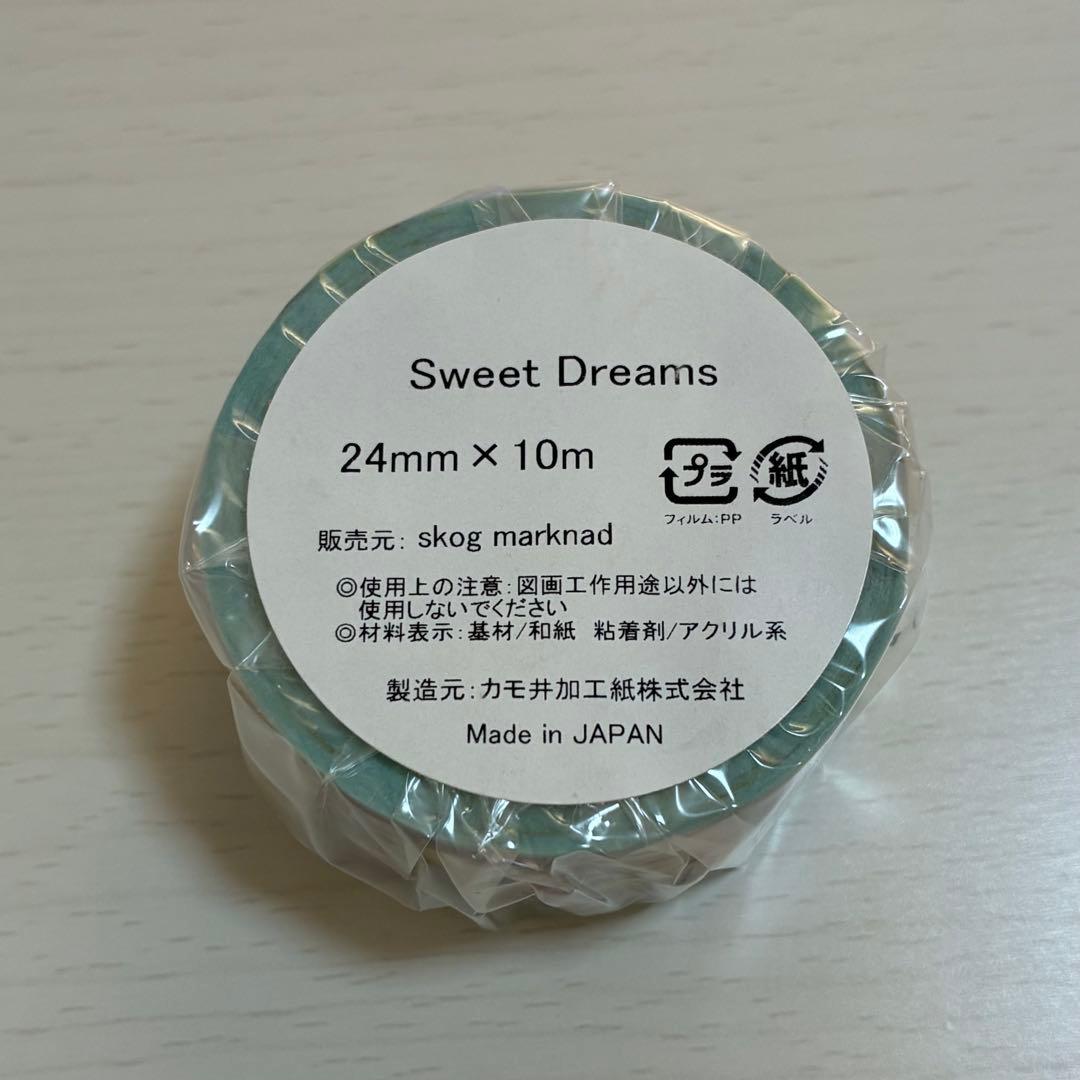 Sweet Dreams
24mm×10m
プラ 紙
フィルム:PP ラベル
販売元: skog marknad
◎使用上の注意:図画工作用途以外には
使用しないでください
◎材料表示:基材/和紙 粘着剤/アクリル系
製造元:カモ井加工紙株式会社
Made in JAPAN